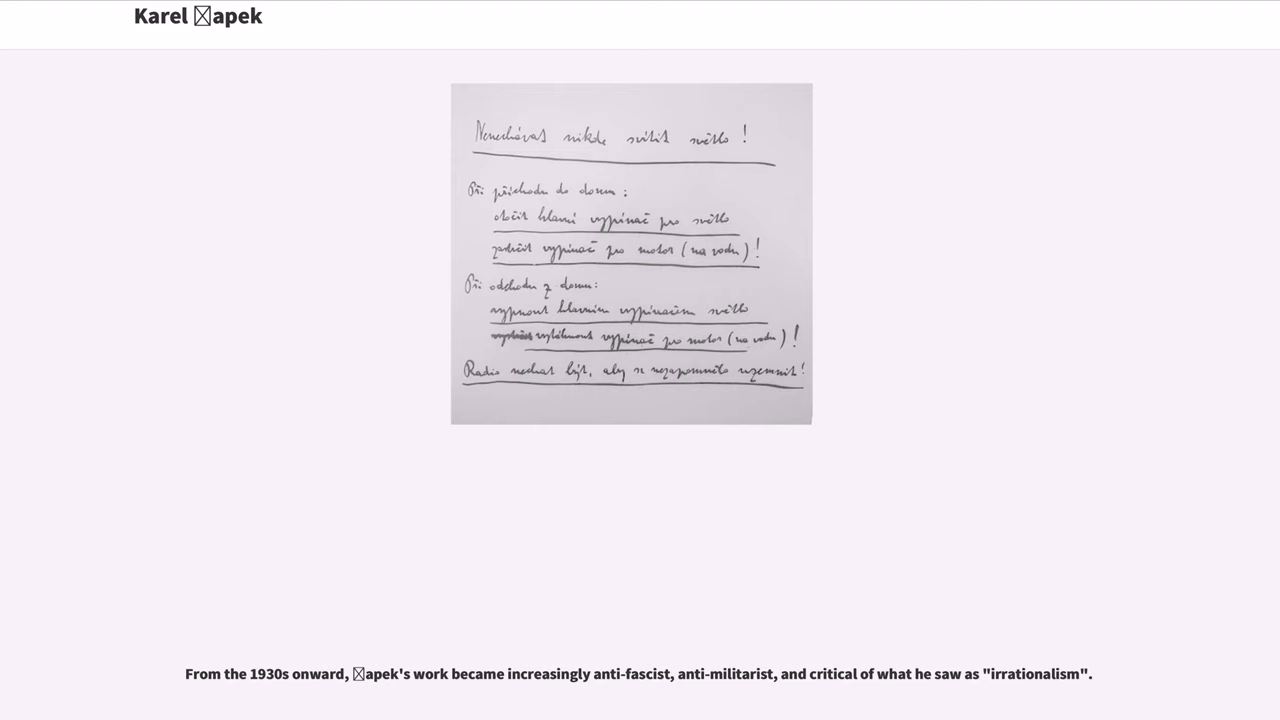 Karel Čapek
Nenechávat nikde svítit světlo!
Při příchodu do domu:
otočit hlavní vypínač pro světlo
zastrčit vypínač pro motor (na vodu)!
Při odchodu z domu:
vypnout hlavním vypínačem světlo
vytáhnout vypínač pro motor (na vodu)!
Radio nechat být, aby se nezapomnělo uzemnit!
From the 1930s onward, Čapek's work became increasingly anti-fascist, anti-militarist, and critical of what he saw as "irrationalism".